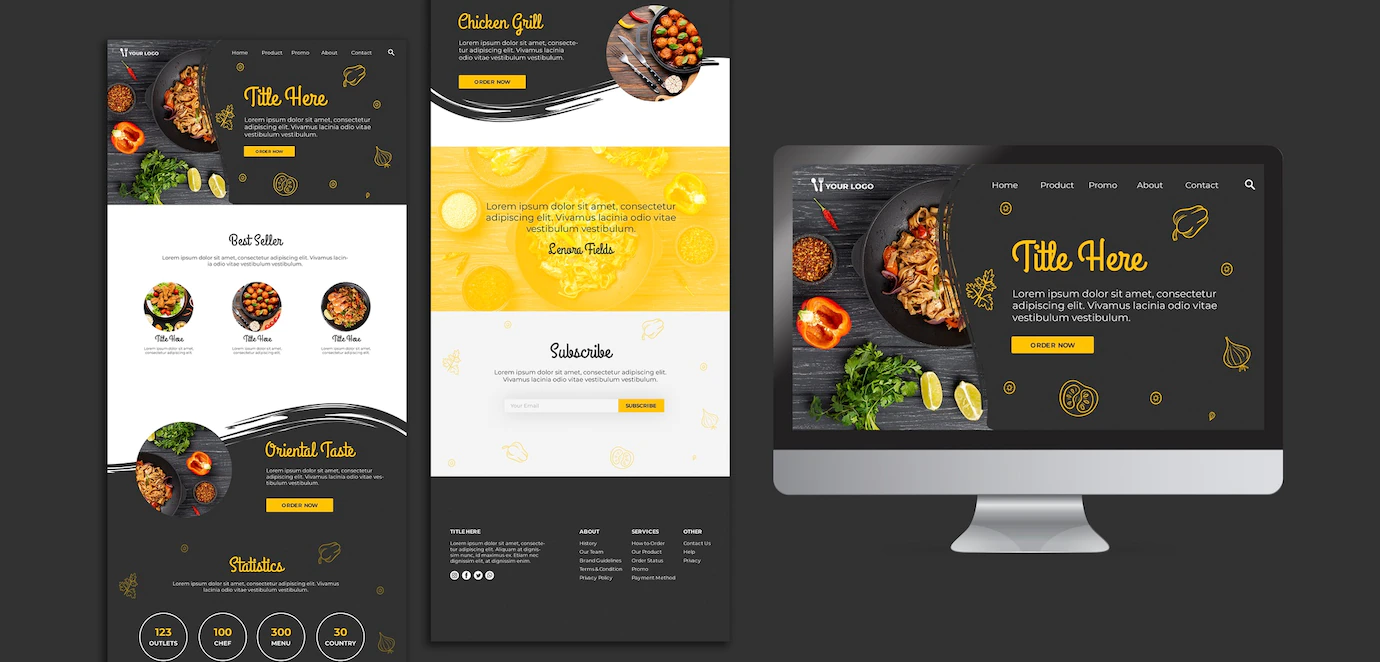 YOUR LOGO
Home Product Promo About Contact
Title Here
Lorem ipsum dolor sit amet, consectetur
adipiscing elit. Vivamus lacinia odio vitae
vestibulum vestibulum.
ORDER NOW
Best Seller
Lorem ipsum dolor sit amet, consectetur adipiscing elit. Vivamus lacin-
ia odio vitae vestibulum vestibulum.
Title Here Title Here Title Here
Lorem ipsum dolor sit amet, Lorem ipsum dolor sit amet, Lorem ipsum dolor sit amet,
consectetur adipiscing elit consectetur adipiscing elit consectetur adipiscing elit
Oriental Taste
Lorem ipsum dolor sit amet, consectetur
adipiscing elit. Vivamus lacinia odio vitae ves-
tibulum vestibulum.
ORDER NOW
Statistics
Lorem ipsum dolor sit amet, consectetur adipiscing elit. Vivamus
lacinia odio vitae vestibulum vestibulum.
123 100 300 30
OUTLETS CHEF MENU COUNTRY
Chicken Grill
Lorem ipsum dolor sit amet, consecte-
tur adipiscing elit. Vivamus lacinia
odio vitae vestibulum vestibulum.
ORDER NOW
Lorem ipsum dolor sit amet, consectetur
adipiscing elit. Vivamus lacinia odio vitae
vestibulum vestibulum.
Lenora Fields
Subscribe
Lorem ipsum dolor sit amet, consectetur adipiscing elit.
Vivamus lacinia odio vitae vestibulum vestibulum.
Your Email SUBSCRIBE
TITLE HERE
Lorem ipsum dolor sit amet, consecte-
tur adipiscing elit. Aliquam at dignis-
sim nunc, id maximus ex. Etiam nec
dignissim elit, at dignissim enim.
ABOUT
History
Our Team
Brand Guidelines
Terms & Condition
Privacy Policy
SERVICES
How to Order
Our Product
Order Status
Promo
Payment Method
OTHER
Contact Us
Help
Privacy
YOUR LOGO
Home Product Promo About Contact
Title Here
Lorem ipsum dolor sit amet, consectetur
adipiscing elit. Vivamus lacinia odio vitae
vestibulum vestibulum.
ORDER NOW